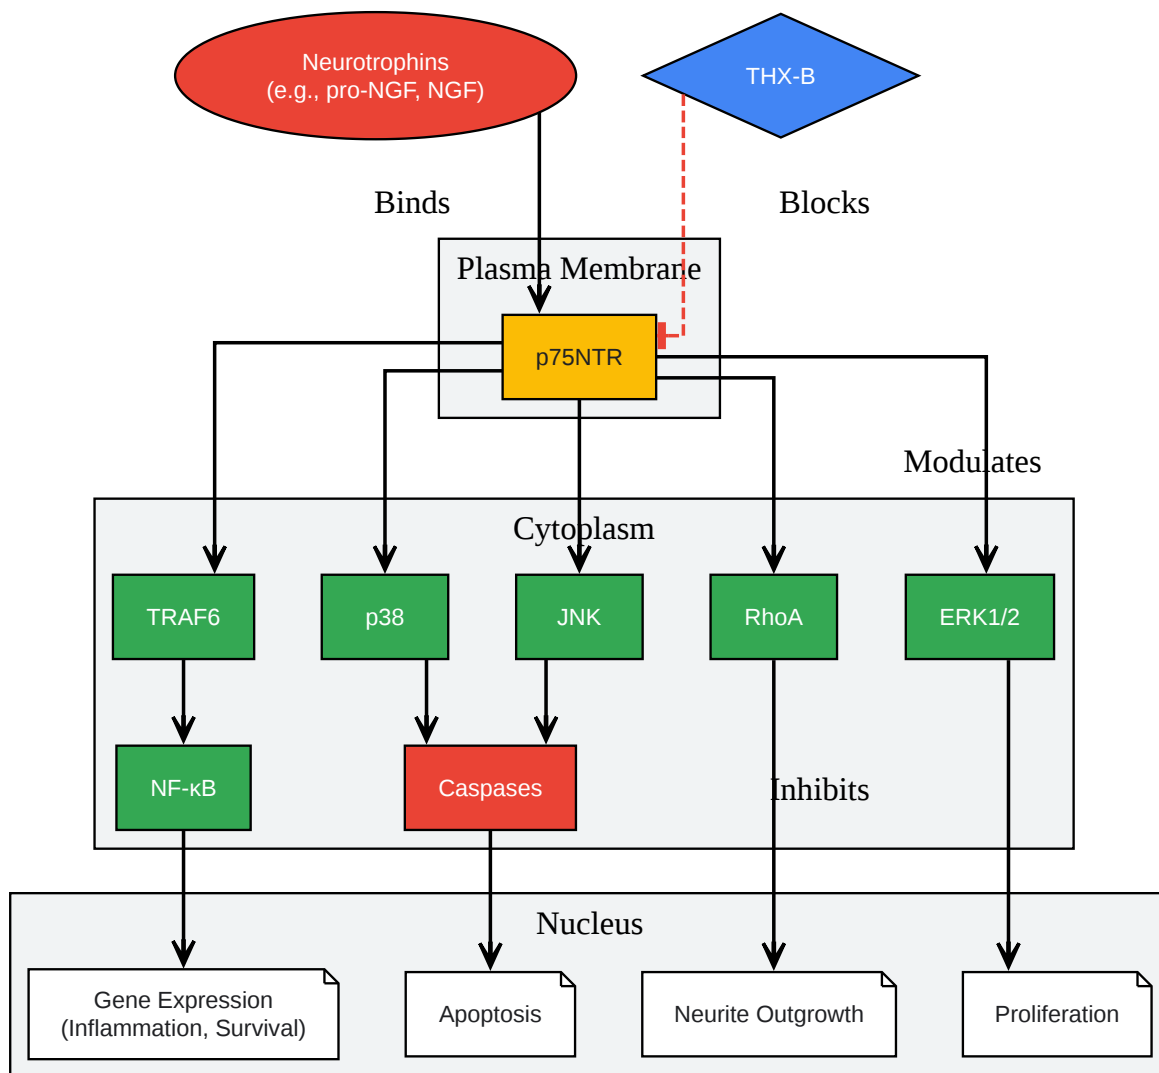 Neurotrophins
(e.g., pro-NGF, NGF)
THX-B
Binds
Blocks
Plasma Membrane
p75NTR
Modulates
Cytoplasm
TRAF6
p38
JNK
RhoA
ERK1/2
NF-κB
Caspases
Inhibits
Nucleus
Gene Expression
(Inflammation, Survival)
Apoptosis
Neurite Outgrowth
Proliferation